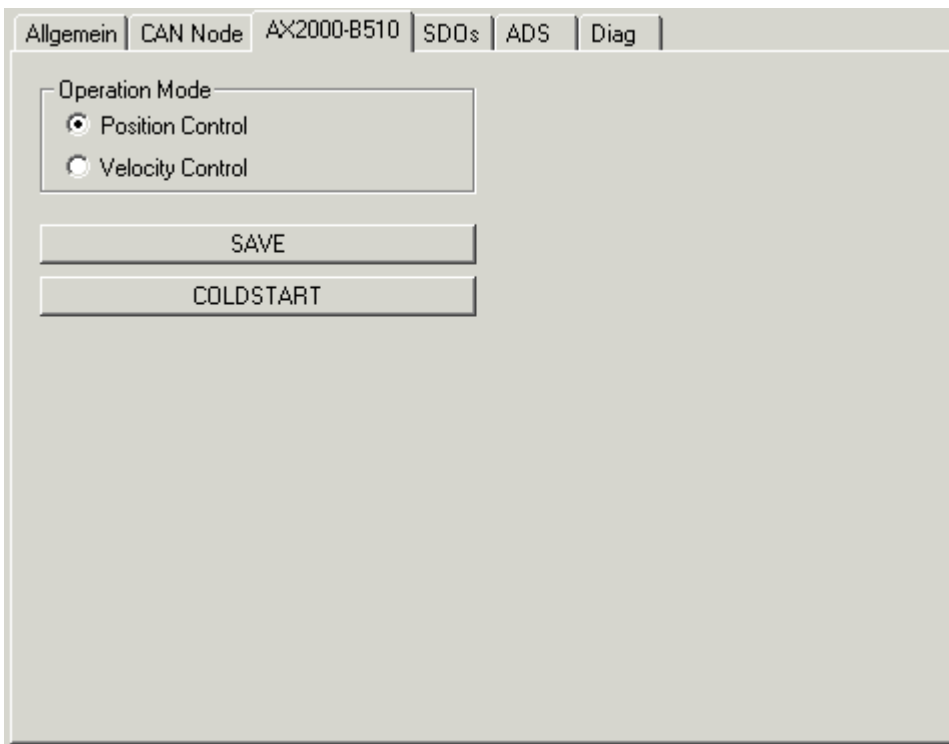 Allgemein CAN Node AX2000-B510 SDOs ADS Diag
Operation Mode
Position Control
Velocity Control
SAVE
COLDSTART